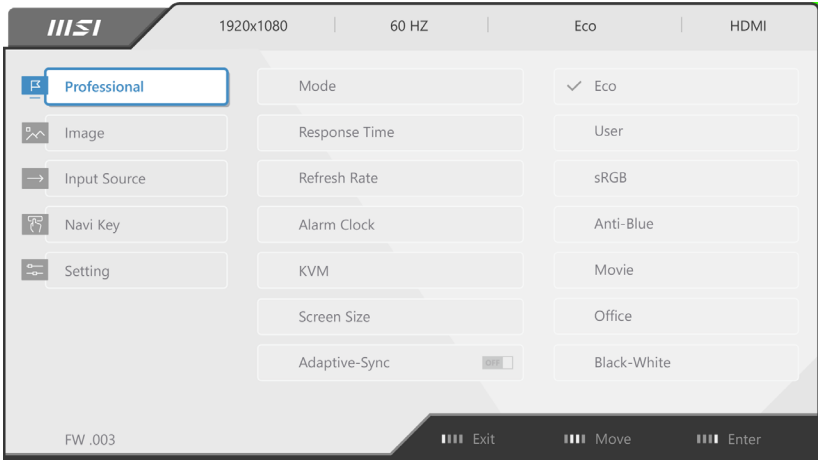 msi 1920x1080 60 HZ Eco HDMI
Professional Mode Eco
Image Response Time User
Input Source Refresh Rate sRGB
Navi Key Alarm Clock Anti-Blue
Setting KVM Movie
Screen Size Office
Adaptive-Sync OFF Black-White
FW .003 Exit Move Enter